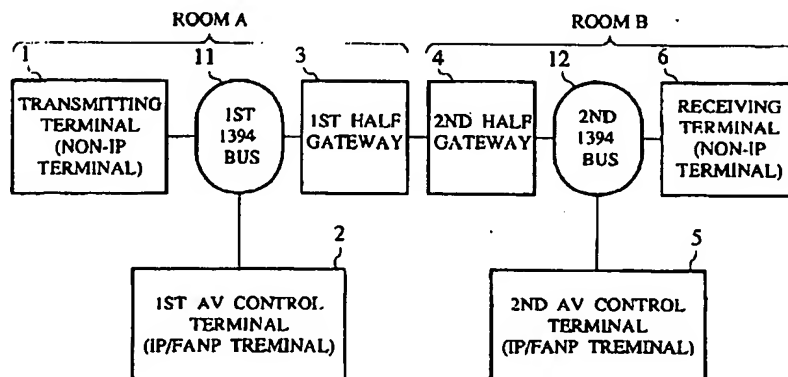 ROOM A
ROOM B
1
11
3
4
12
6
TRANSMITTING
TERMINAL
(NON-IP
TERMINAL)
1ST
1394
BUS
1ST HALF
GATEWAY
2ND HALF
GATEWAY
2ND
1394
BUS
RECEIVING
TERMINAL
(NON-IP
TERMINAL)
2
5
1ST AV CONTROL
TERMINAL
(IP/FANP TREMINAL)
2ND AV CONTROL
TERMINAL
(IP/FANP TREMINAL)